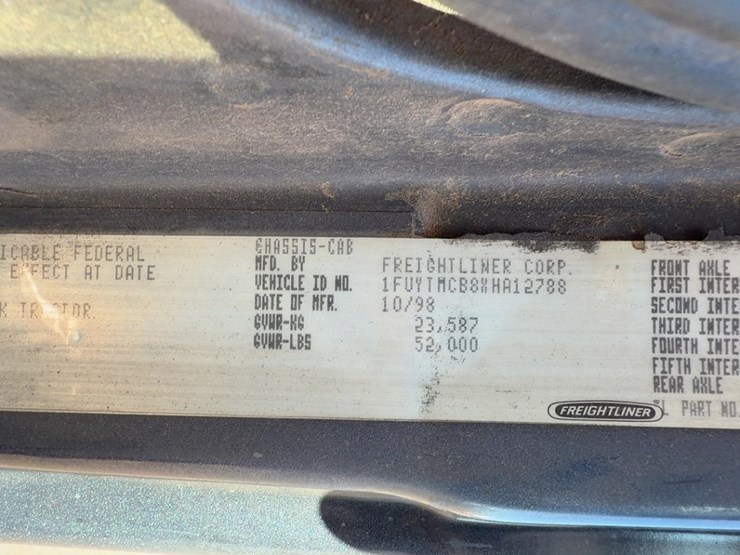 ICABLE FEDERAL
EFFECT AT DATE
CHASSIS-CAB
MFD. BY FREIGHTLINER CORP.
VEHICLE ID NO. 1FUYTMCB8XHA12788
DATE OF MFR. 10/98
GVWR-KG 23,587
GVWR-LBS 52,000
FRONT AXLE
FIRST INTER
SECOND INTE
THIRD INTER
FOURTH INTE
FIFTH INTER
REAR AXLE
FREIGHTLINER
PART NO.